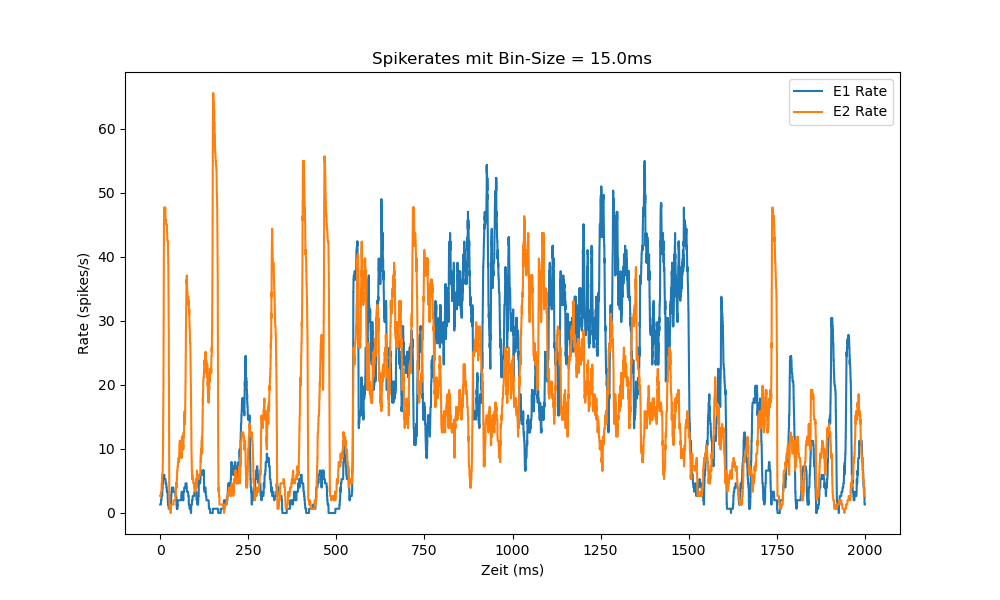 Spikerates mit Bin-Size = 15.0ms
E1 Rate
E2 Rate
Rate (spikes/s)
60
50
40
30
20
10
0
0 250 500 750 1000 1250 1500 1750 2000
Zeit (ms)